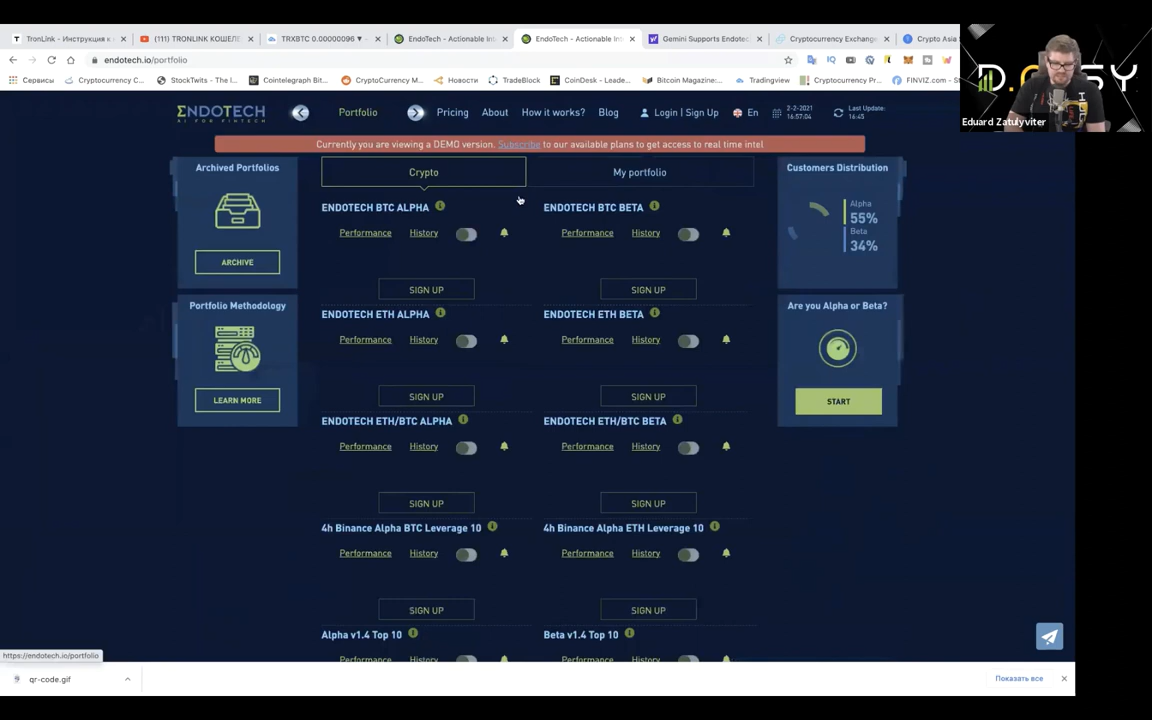 TronLink - Инструкция к
(111) TRONLINK КОШЕЛЕ
TRXBTC 0.00000096 ▼
EndoTech - Actionable Int
EndoTech - Actionable Int
Gemini Supports Endotec
Cryptocurrency Exchange
Crypto Asia
endotech.io/portfolio
Сервисы
Cryptocurrency C...
StockTwits - The l...
Cointelegraph Bit...
CryptoCurrency M...
Новости
TradeBlock
CoinDesk - Leade...
Bitcoin Magazine:...
Tradingview
Cryptocurrency Pr...
FINVIZ.com - S
Eduard Zatulyviter
ENDOTECH
AI FOR FINTECH
Portfolio
Pricing
About
How it works?
Blog
Login | Sign Up
En
2-2-2021
16:57:04
Last Update:
16:45
Currently you are viewing a DEMO version. Subscribe to our available plans to get access to real time intel
Archived Portfolios
ARCHIVE
Portfolio Methodology
LEARN MORE
Crypto
My portfolio
ENDOTECH BTC ALPHA
ENDOTECH BTC BETA
Performance
History
Performance
History
SIGN UP
SIGN UP
ENDOTECH ETH ALPHA
ENDOTECH ETH BETA
Performance
History
Performance
History
SIGN UP
SIGN UP
ENDOTECH ETH/BTC ALPHA
ENDOTECH ETH/BTC BETA
Performance
History
Performance
History
SIGN UP
SIGN UP
4h Binance Alpha BTC Leverage 10
4h Binance Alpha ETH Leverage 10
Performance
History
Performance
History
SIGN UP
SIGN UP
Alpha v1.4 Top 10
Beta v1.4 Top 10
Performance
History
Performance
History
Customers Distribution
Alpha
55%
Beta
34%
Are you Alpha or Beta?
START
https://endotech.io/portfolio
qr-code.gif
Показать все